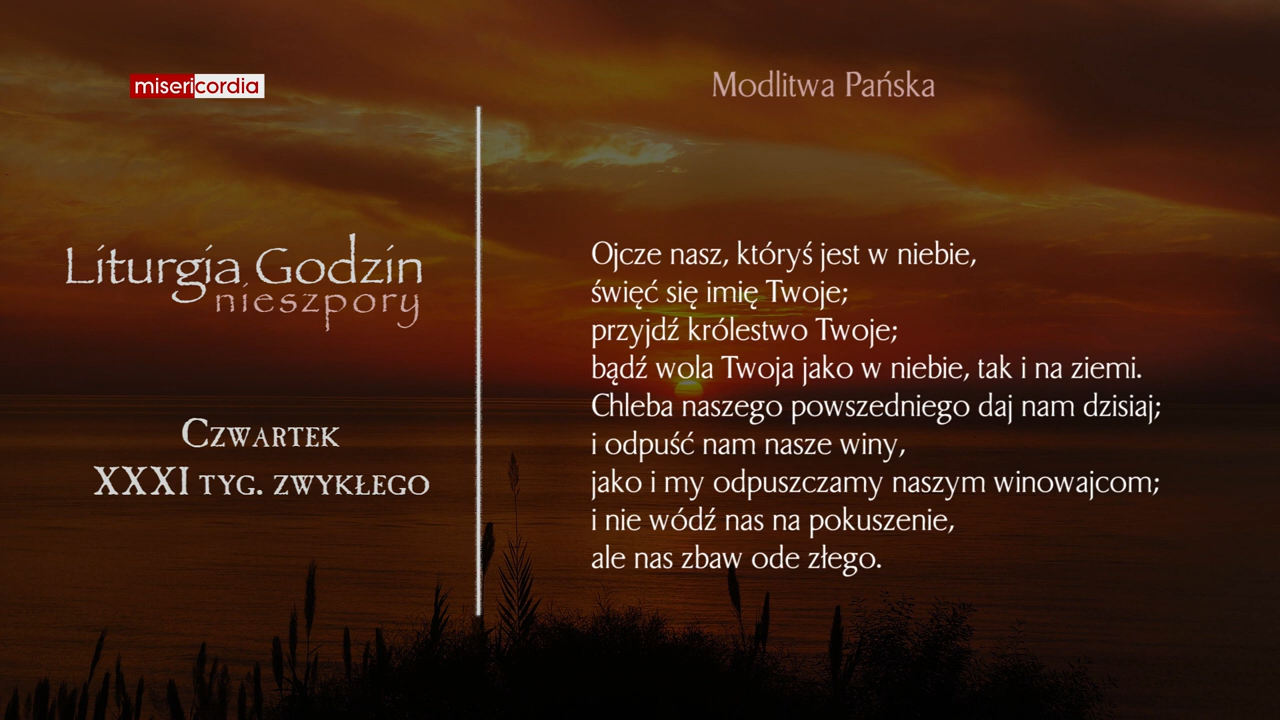 misericordia
Liturgia Godzin
nieszpory
Czwartek
XXXI tyg. zwykłego
Modlitwa Pańska
Ojcze nasz, któryś jest w niebie,
święć się imię Twoje;
przyjdź królestwo Twoje;
bądź wola Twoja jako w niebie, tak i na ziemi.
Chleba naszego powszedniego daj nam dzisiaj;
i odpuść nam nasze winy,
jako i my odpuszczamy naszym winowajcom;
i nie wódź nas na pokuszenie,
ale nas zbaw ode złego.